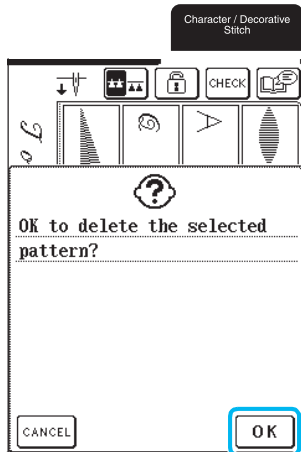 Character / Decorative
Stitch
CHECK
OK to delete the selected
pattern?
CANCEL
OK